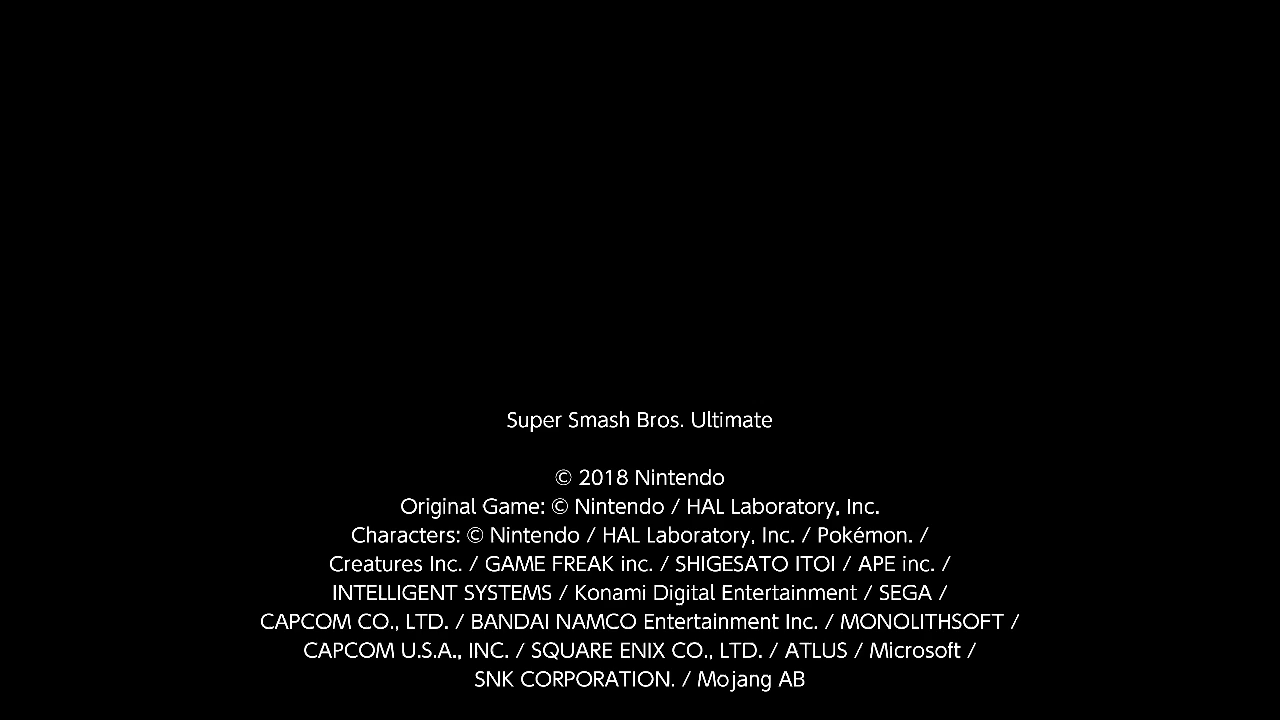 Super Smash Bros. Ultimate
© 2018 Nintendo
Original Game: © Nintendo / HAL Laboratory, Inc.
Characters: © Nintendo / HAL Laboratory, Inc. / Pokémon. /
Creatures Inc. / GAME FREAK inc. / SHIGESATO ITOI / APE inc. /
INTELLIGENT SYSTEMS / Konami Digital Entertainment / SEGA /
CAPCOM CO., LTD. / BANDAI NAMCO Entertainment Inc. / MONOLITHSOFT /
CAPCOM U.S.A., INC. / SQUARE ENIX CO., LTD. / ATLUS / Microsoft /
SNK CORPORATION. / Mojang AB